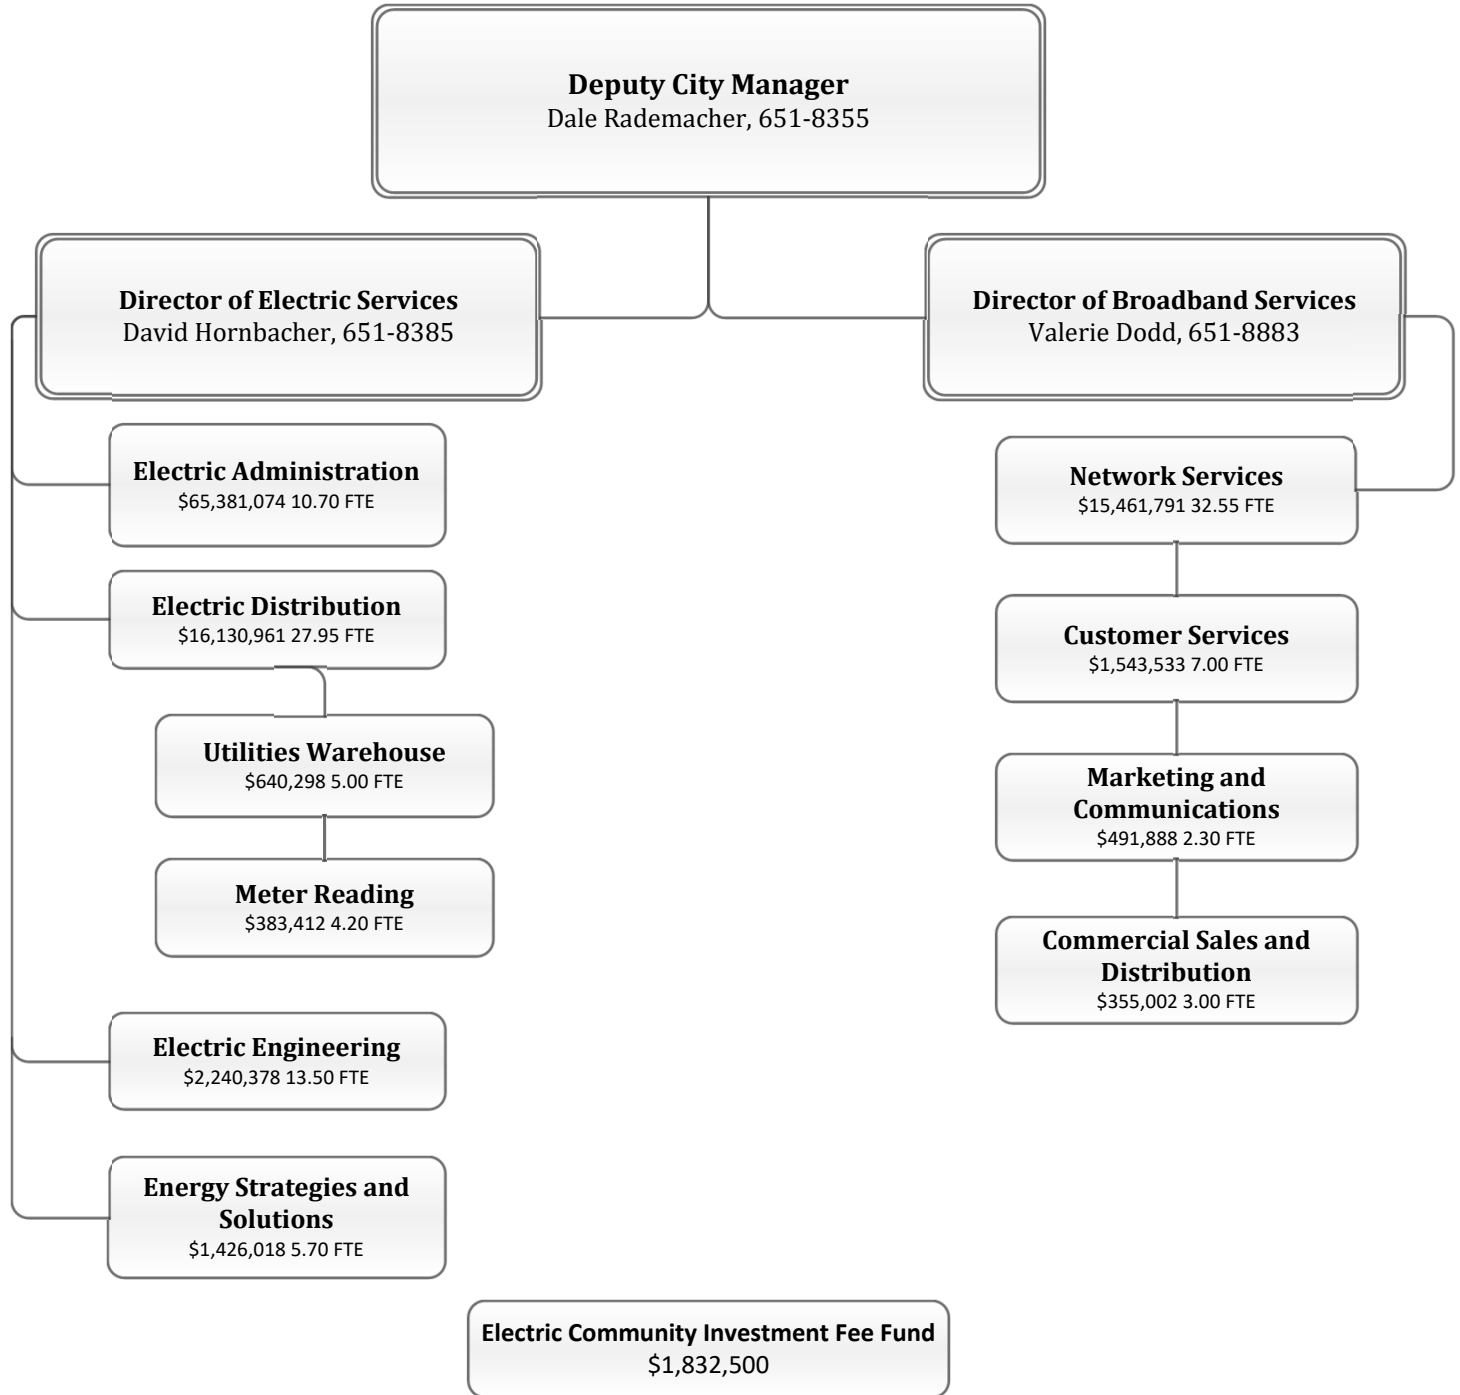 Deputy City Manager
Dale Rademacher, 651-8355
Director of Electric Services
David Hornbacher, 651-8385
Electric Administration
$65,381,074 10.70 FTE
Electric Distribution
$16,130,961 27.95 FTE
Utilities Warehouse
$640,298 5.00 FTE
Meter Reading
$383,412 4.20 FTE
Electric Engineering
$2,240,378 13.50 FTE
Energy Strategies and
Solutions
$1,426,018 5.70 FTE
Director of Broadband Services
Valerie Dodd, 651-8883
Network Services
$15,461,791 32.55 FTE
Customer Services
$1,543,533 7.00 FTE
Marketing and
Communications
$491,888 2.30 FTE
Commercial Sales and
Distribution
$355,002 3.00 FTE
Electric Community Investment Fee Fund
$1,832,500